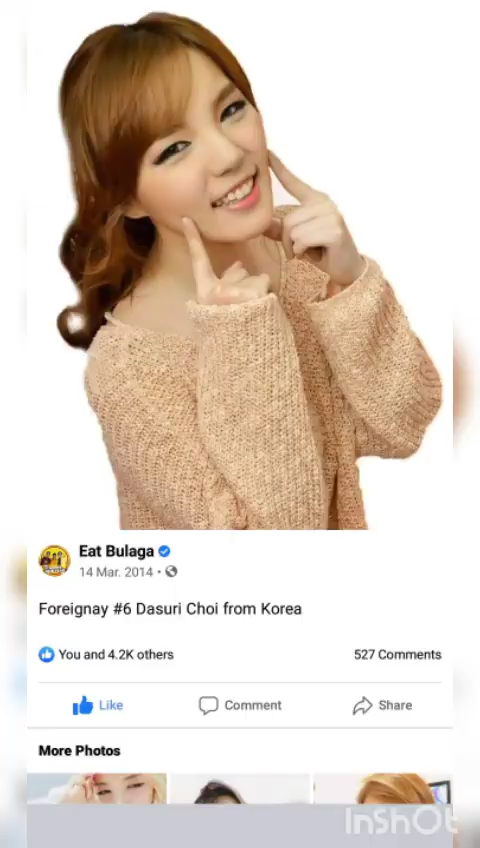 Eat Bulaga
14 Mar. 2014 •
Foreignay #6 Dasuri Choi from Korea
You and 4.2K others
527 Comments
Like
Comment
Share
More Photos
InShOt